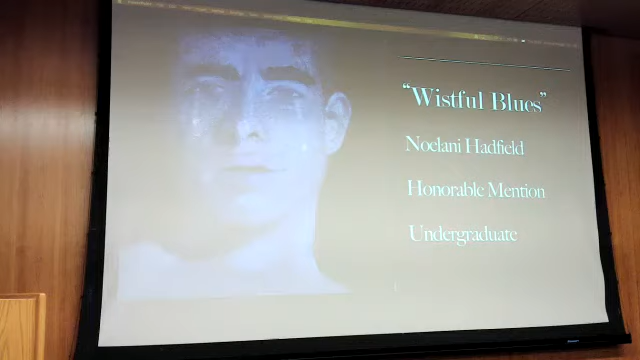 "Wistful Blues"
Noelani Hadfield
Honorable Mention
Undergraduate